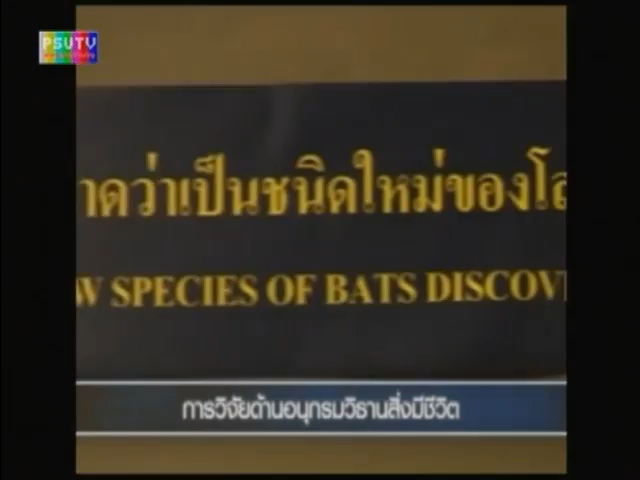 PSUTV
าดว่าเป็นชนิดใหม่ของโล
W SPECIES OF BATS DISCOV
การวิจัยด้านอนุกรมวิธานสิ่งมีชีวิต